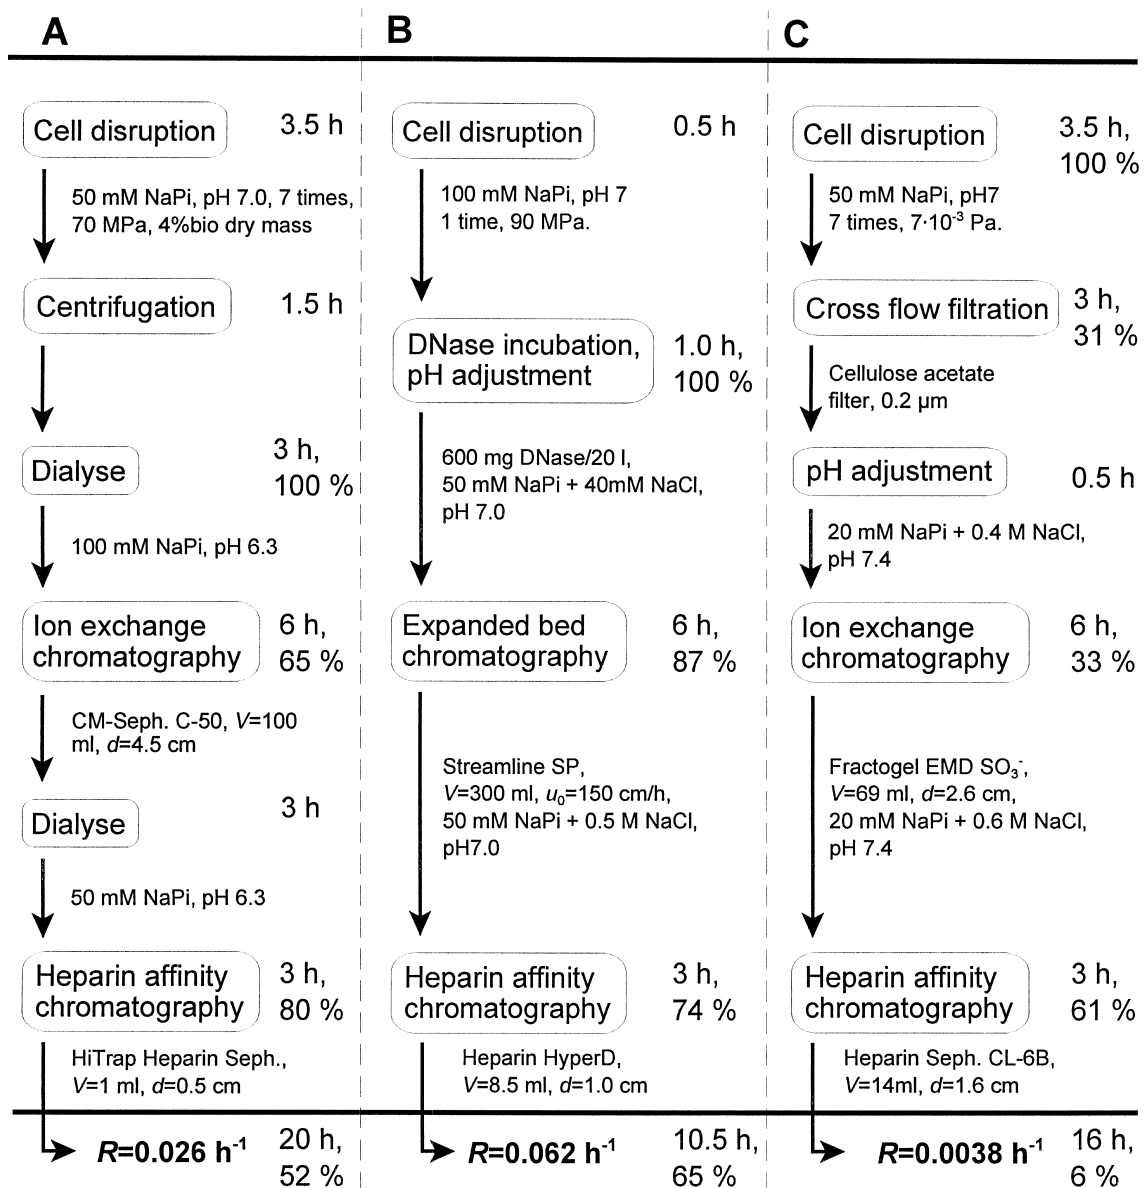 A
Cell disruption
3.5 h
50 mM NaPi, pH 7.0, 7 times,
70 MPa, 4%bio dry mass
Centrifugation
1.5 h
Dialyse
3 h,
100 %
100 mM NaPi, pH 6.3
Ion exchange
chromatography
6 h,
65 %
CM-Seph. C-50, V=100
ml, d=4.5 cm
Dialyse
3 h
50 mM NaPi, pH 6.3
Heparin affinity
chromatography
3 h,
80 %
HiTrap Heparin Seph.,
V=1 ml, d=0.5 cm
R=0.026 h⁻¹
20 h,
52 %
B
Cell disruption
0.5 h
100 mM NaPi, pH 7
1 time, 90 MPa.
DNase incubation,
pH adjustment
1.0 h,
100 %
600 mg DNase/20 l,
50 mM NaPi + 40mM NaCl,
pH 7.0
Expanded bed
chromatography
6 h,
87 %
Streamline SP,
V=300 ml, u₀=150 cm/h,
50 mM NaPi + 0.5 M NaCl,
pH7.0
Heparin affinity
chromatography
3 h,
74 %
Heparin HyperD,
V=8.5 ml, d=1.0 cm
R=0.062 h⁻¹
10.5 h,
65 %
C
Cell disruption
3.5 h,
100 %
50 mM NaPi, pH7
7 times, 7·10⁻³ Pa.
Cross flow filtration
3 h,
31 %
Cellulose acetate
filter, 0.2 µm
pH adjustment
0.5 h
20 mM NaPi + 0.4 M NaCl,
pH 7.4
Ion exchange
chromatography
6 h,
33 %
Fractogel EMD SO₃⁻,
V=69 ml, d=2.6 cm,
20 mM NaPi + 0.6 M NaCl,
pH 7.4
Heparin affinity
chromatography
3 h,
61 %
Heparin Seph. CL-6B,
V=14ml, d=1.6 cm
R=0.0038 h⁻¹
16 h,
6 %